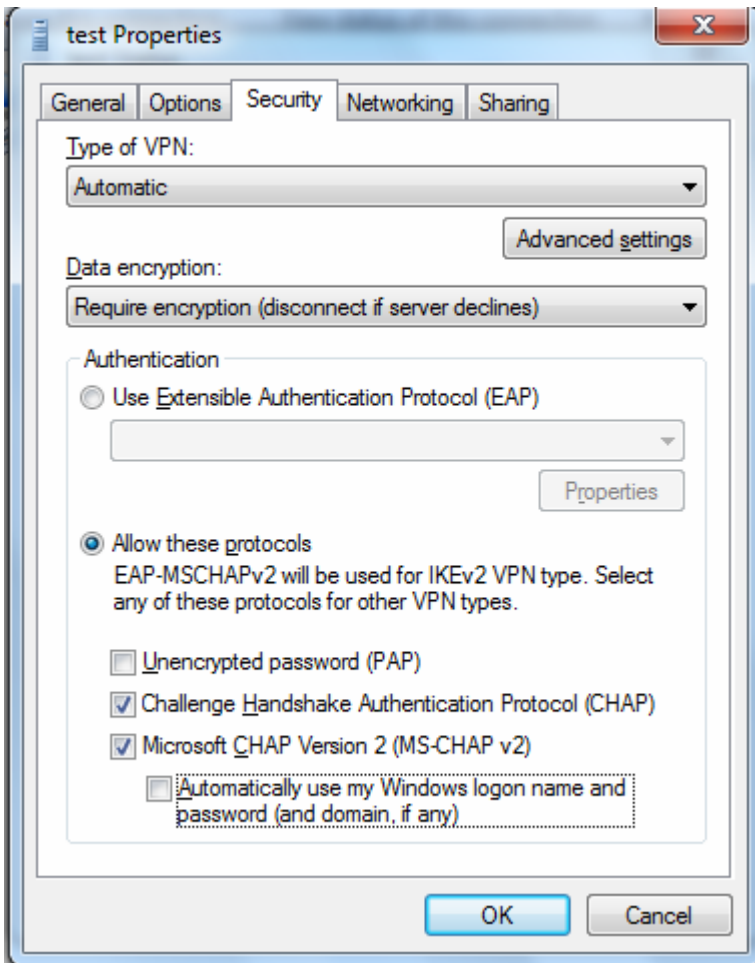 test Properties
General Options Security Networking Sharing
Type of VPN:
Automatic
Advanced settings
Data encryption:
Require encryption (disconnect if server declines)
Authentication
Use Extensible Authentication Protocol (EAP)
Properties
Allow these protocols
EAP-MSCHAPv2 will be used for IKEv2 VPN type. Select
any of these protocols for other VPN types.
Unencrypted password (PAP)
Challenge Handshake Authentication Protocol (CHAP)
Microsoft CHAP Version 2 (MS-CHAP v2)
Automatically use my Windows logon name and
password (and domain, if any)
OK Cancel